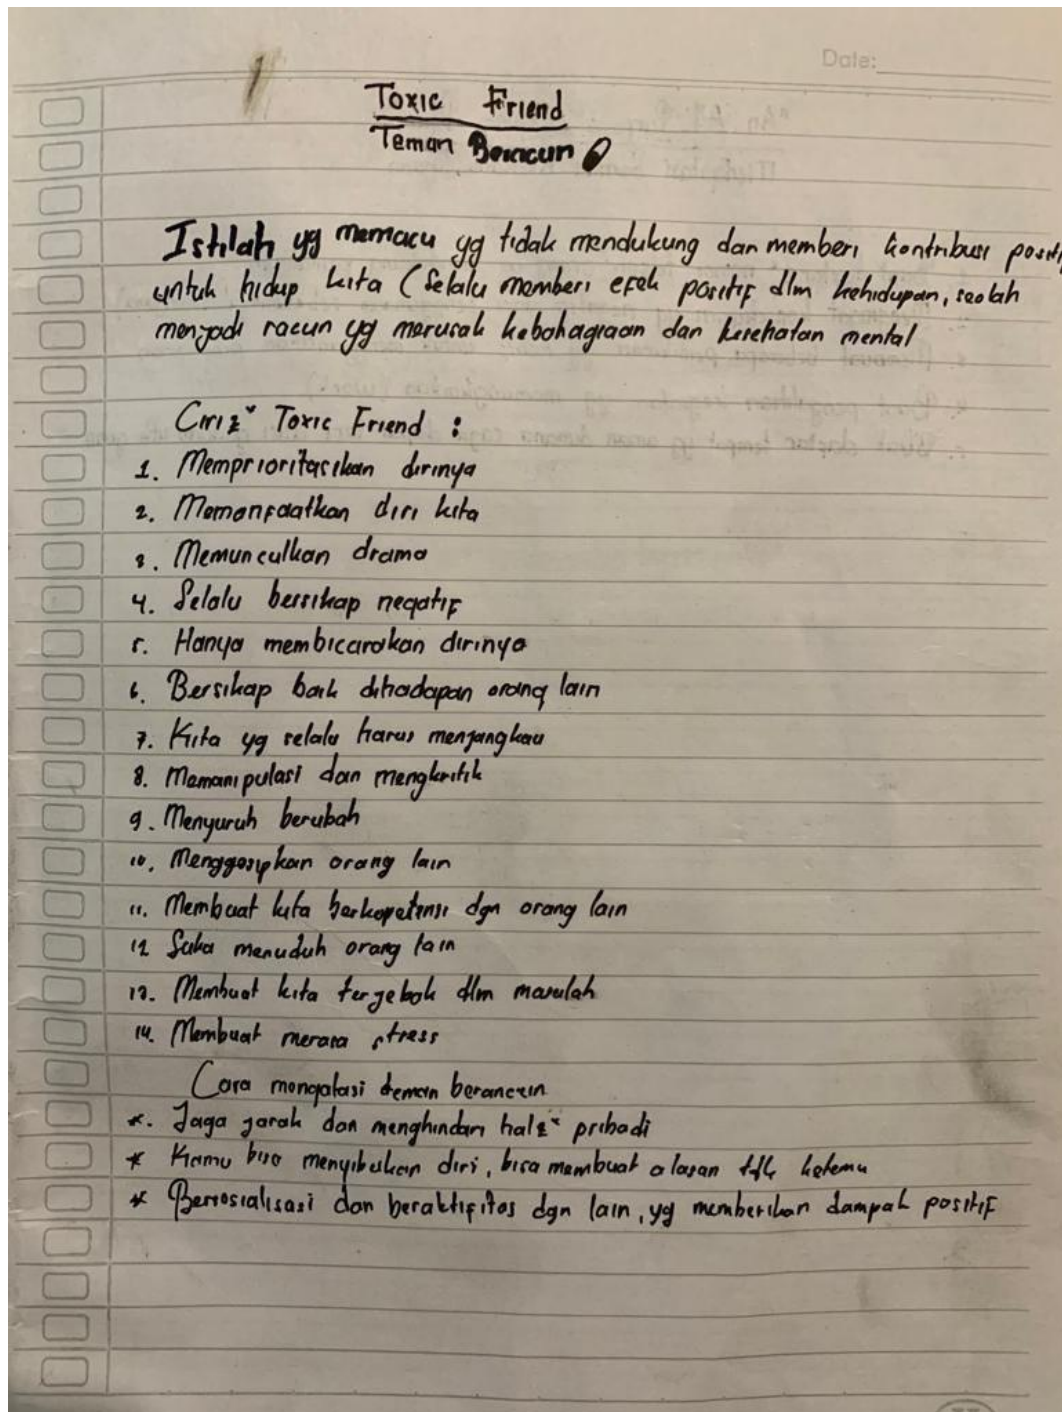 Date:
Toxic Friend
Teman Beracun
Istilah yg memacu yg tidak mendukung dan memberi kontribusi positif
untuk hidup kita (Selalu memberi efek positif dlm kehidupan, seolah
menjadi racun yg merusak kebahagiaan dan kesehatan mental
Ciri2" Toxic Friend :
1. Memprioritasikan dirinya
2. Memanfaatkan diri kita
3. Memunculkan drama
4. Selalu bersikap negatif
5. Hanya membicarakan dirinya
6. Bersikap baik dihadapan orang lain
7. Kita yg selalu harus menjangkau
8. Memanipulasi dan mengkritik
9. Menyuruh berubah
10. Menggosipkan orang lain
11. Membuat kita berkopetensi dgn orang lain
12 Suka menuduh orang lain
13. Membuat kita terjebak dlm masalah
14. Membuat merasa stress
Cara mengatasi teman
*. Jaga jarak dan menghindari hal2" pribadi
* Kamu bisa menyibukan diri, bisa membuat alasan tdk ketemu
* Bersosialisasi dan beraktifitas dgn lain, yg memberikan dampak positif